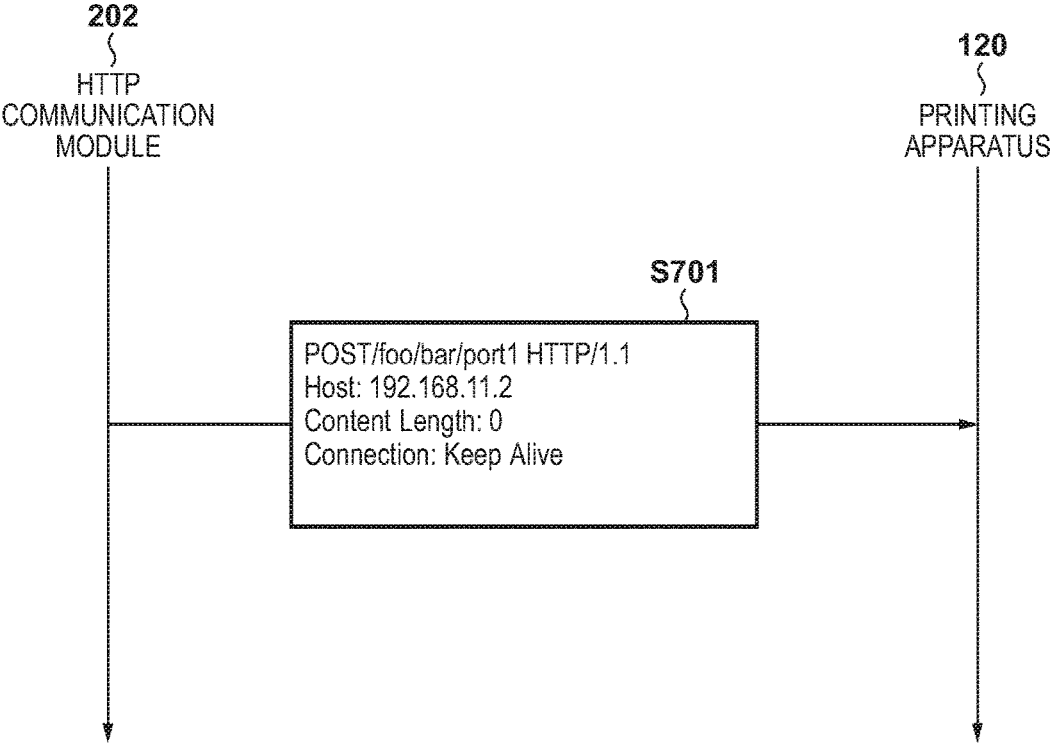 202
HTTP
COMMUNICATION
MODULE
120
PRINTING
APPARATUS
S701
POST/foo/bar/port1 HTTP/1.1
Host: 192.168.11.2
Content Length: 0
Connection: Keep Alive